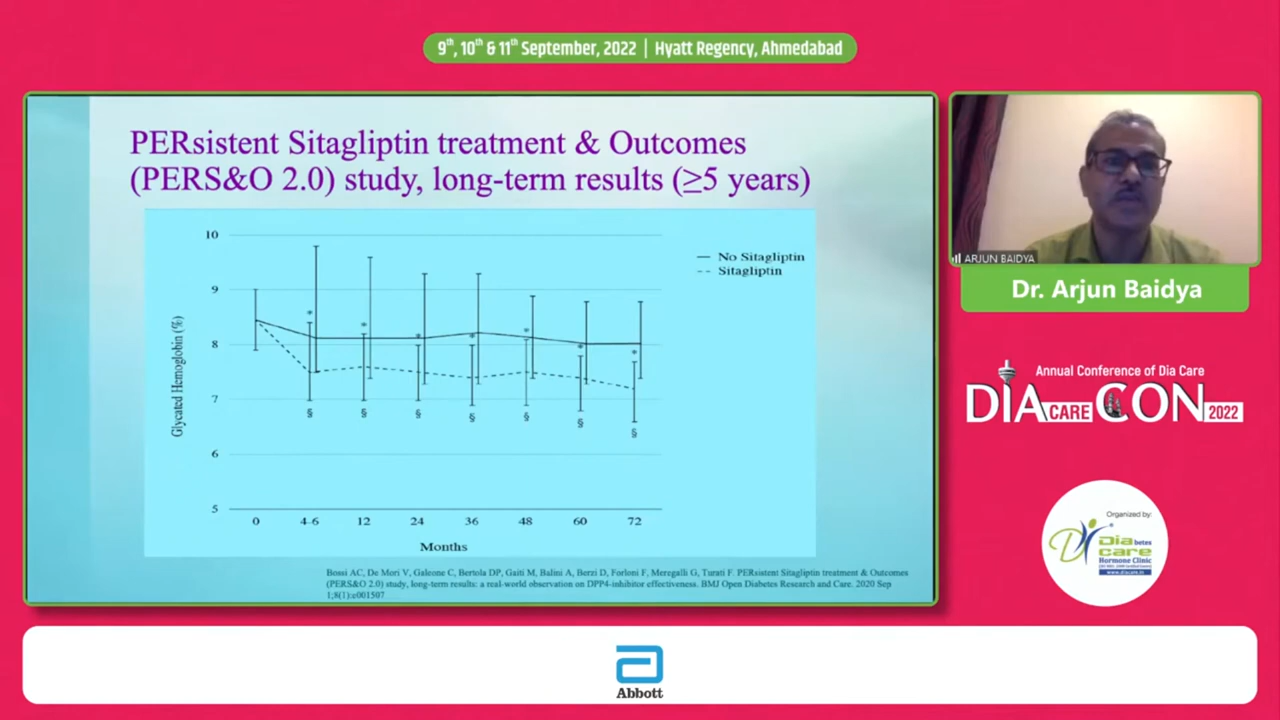 9th, 10th & 11th September, 2022 | Hyatt Regency, Ahmedabad
PERsistent Sitagliptin treatment & Outcomes
(PERS&O 2.0) study, long-term results (≥5 years)
10
9
8
7
6
5
Glycated Hemoglobin (%)
No Sitagliptin
Sitagliptin
* * * * * * *
§ § § § § § §
0 4-6 12 24 36 48 60 72
Months
Bossi AC, De Mori V, Galeone C, Bertola DP, Gaiti M, Balini A, Berzi D, Forloni F, Meregalli G, Turati F. PERsistent Sitagliptin treatment & Outcomes
(PERS&O 2.0) study, long-term results: a real-world observation on DPP4-inhibitor effectiveness. BMJ Open Diabetes Research and Care. 2020 Sep
1;8(1):e001507
ARJUN BAIDYA
Dr. Arjun Baidya
Annual Conference of Dia Care
DIA CARE CON 2022
Organized by:
Diabetes
care
Hormone Clinic
www.diacare.in
Abbott